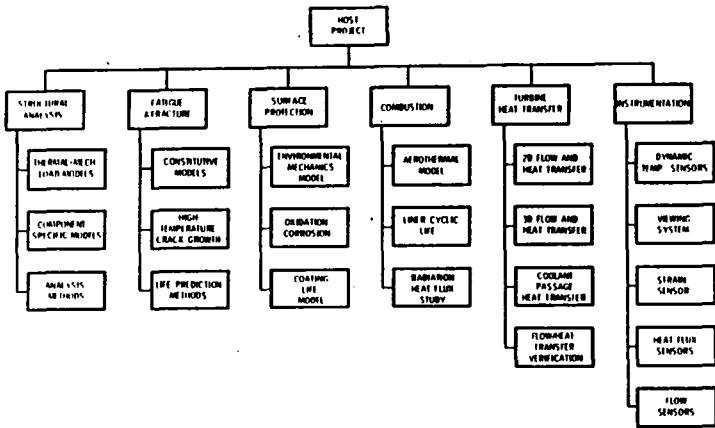 HOST
PROJECT
STRUCTURAL
ANALYSIS
THERMAL-MECH
LOAD MODELS
COMPONENT
SPECIFIC MODELS
ANALYSIS
METHODS
FATIGUE
& FRACTURE
CONSTITUTIVE
MODELS
HIGH
TEMPERATURE
CRACK GROWTH
LIFE PREDICTION
METHODS
SURFACE
PROTECTION
ENVIRONMENTAL
MECHANICS
MODEL
OXIDATION
CORROSION
COATING
LIFE
MODEL
COMBUSTION
AEROTHERMAL
MODEL
LINER CYCLIC
LIFE
RADIATION
HEAT FLUX
STUDY
TURBINE
HEAT TRANSFER
2D FLOW AND
HEAT TRANSFER
3D FLOW AND
HEAT TRANSFER
COOLANT
PASSAGE
HEAT TRANSFER
FLOW/HEAT
TRANSFER
VERIFICATION
INSTRUMENTATION
DYNAMIC
TEMP SENSORS
VIEWING
SYSTEM
STRAIN
SENSOR
HEAT FLUX
SENSORS
FLOW
SENSORS